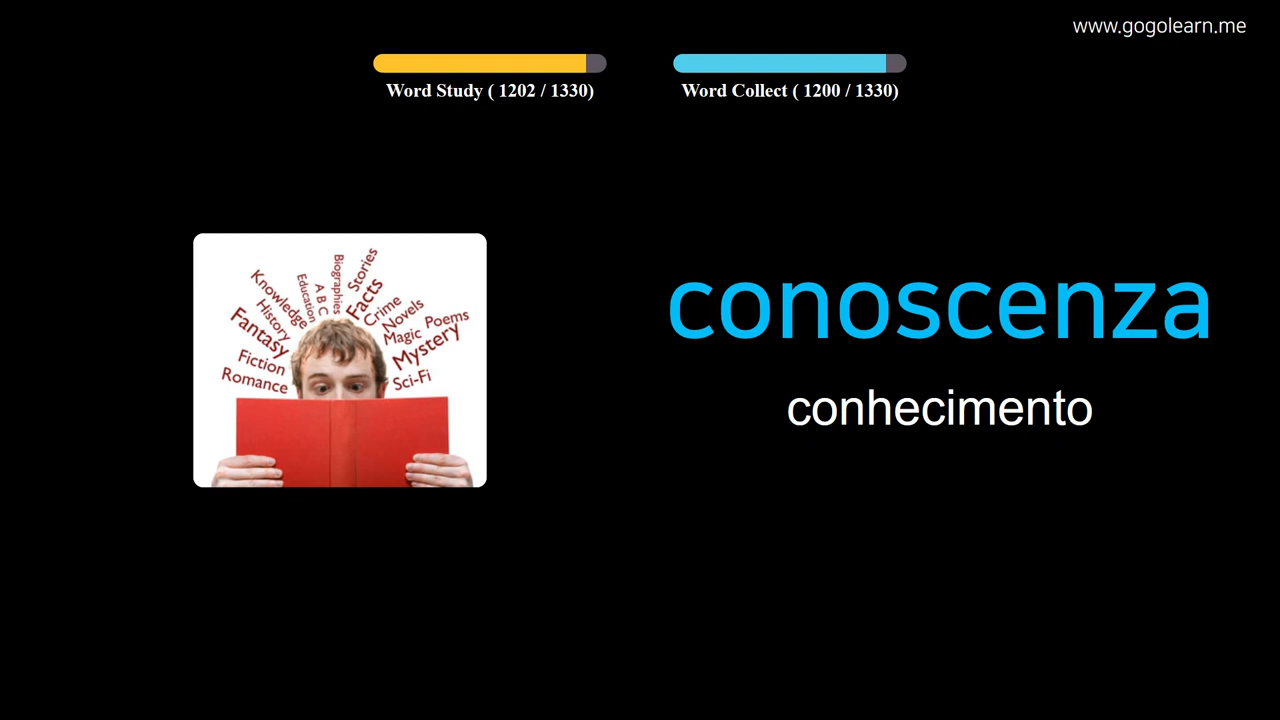 www.gogolearn.me
Word Study ( 1202 / 1330)
Word Collect ( 1200 / 1330)
Knowledge
History
Fantasy
Fiction
Romance
Education
A B C
Biographies
Stories
Facts
Crime
Novels
Magic
Poems
Mystery
Sci-Fi
conoscenza
conhecimento